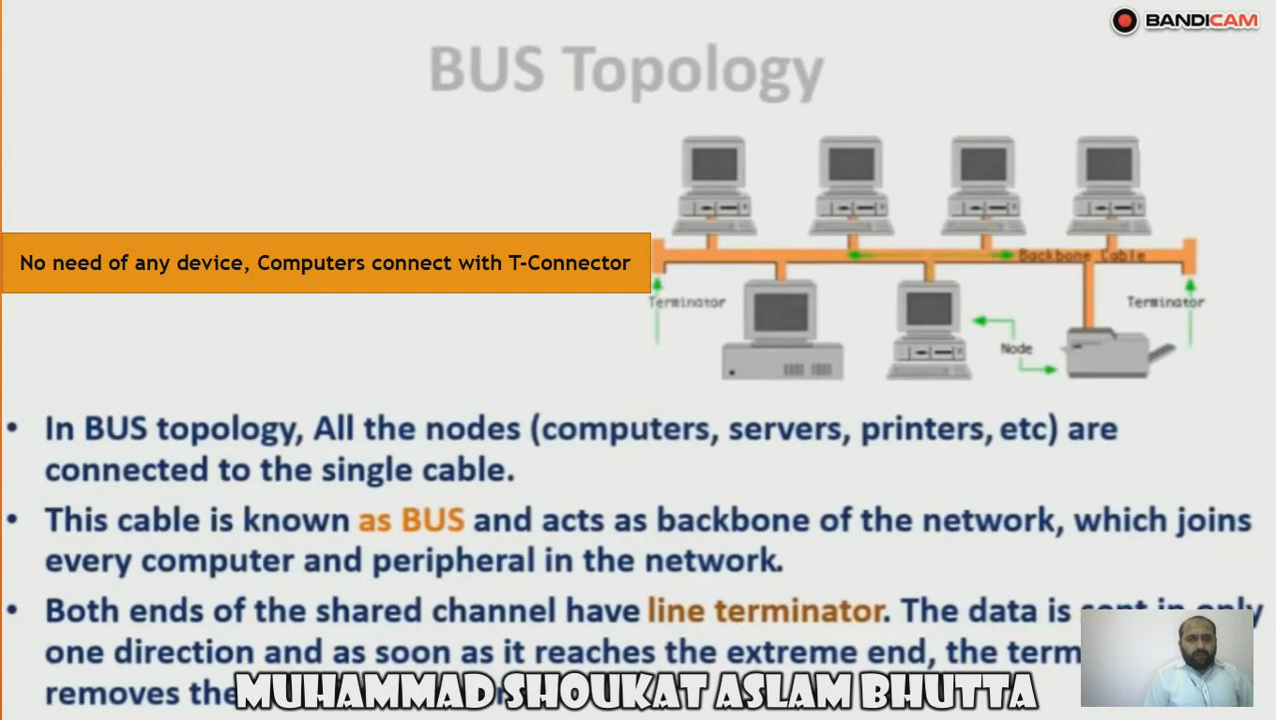 BANDICAM
BUS Topology
No need of any device, Computers connect with T-Connector
Backbone Cable
Terminator
Terminator
Node
• In BUS topology, All the nodes (computers, servers, printers, etc) are
connected to the single cable.
• This cable is known as BUS and acts as backbone of the network, which joins
every computer and peripheral in the network.
• Both ends of the shared channel have line terminator. The data is sent in only
one direction and as soon as it reaches the extreme end, the term
removes the
MUHAMMAD SHOUKAT ASLAM BHUTTA